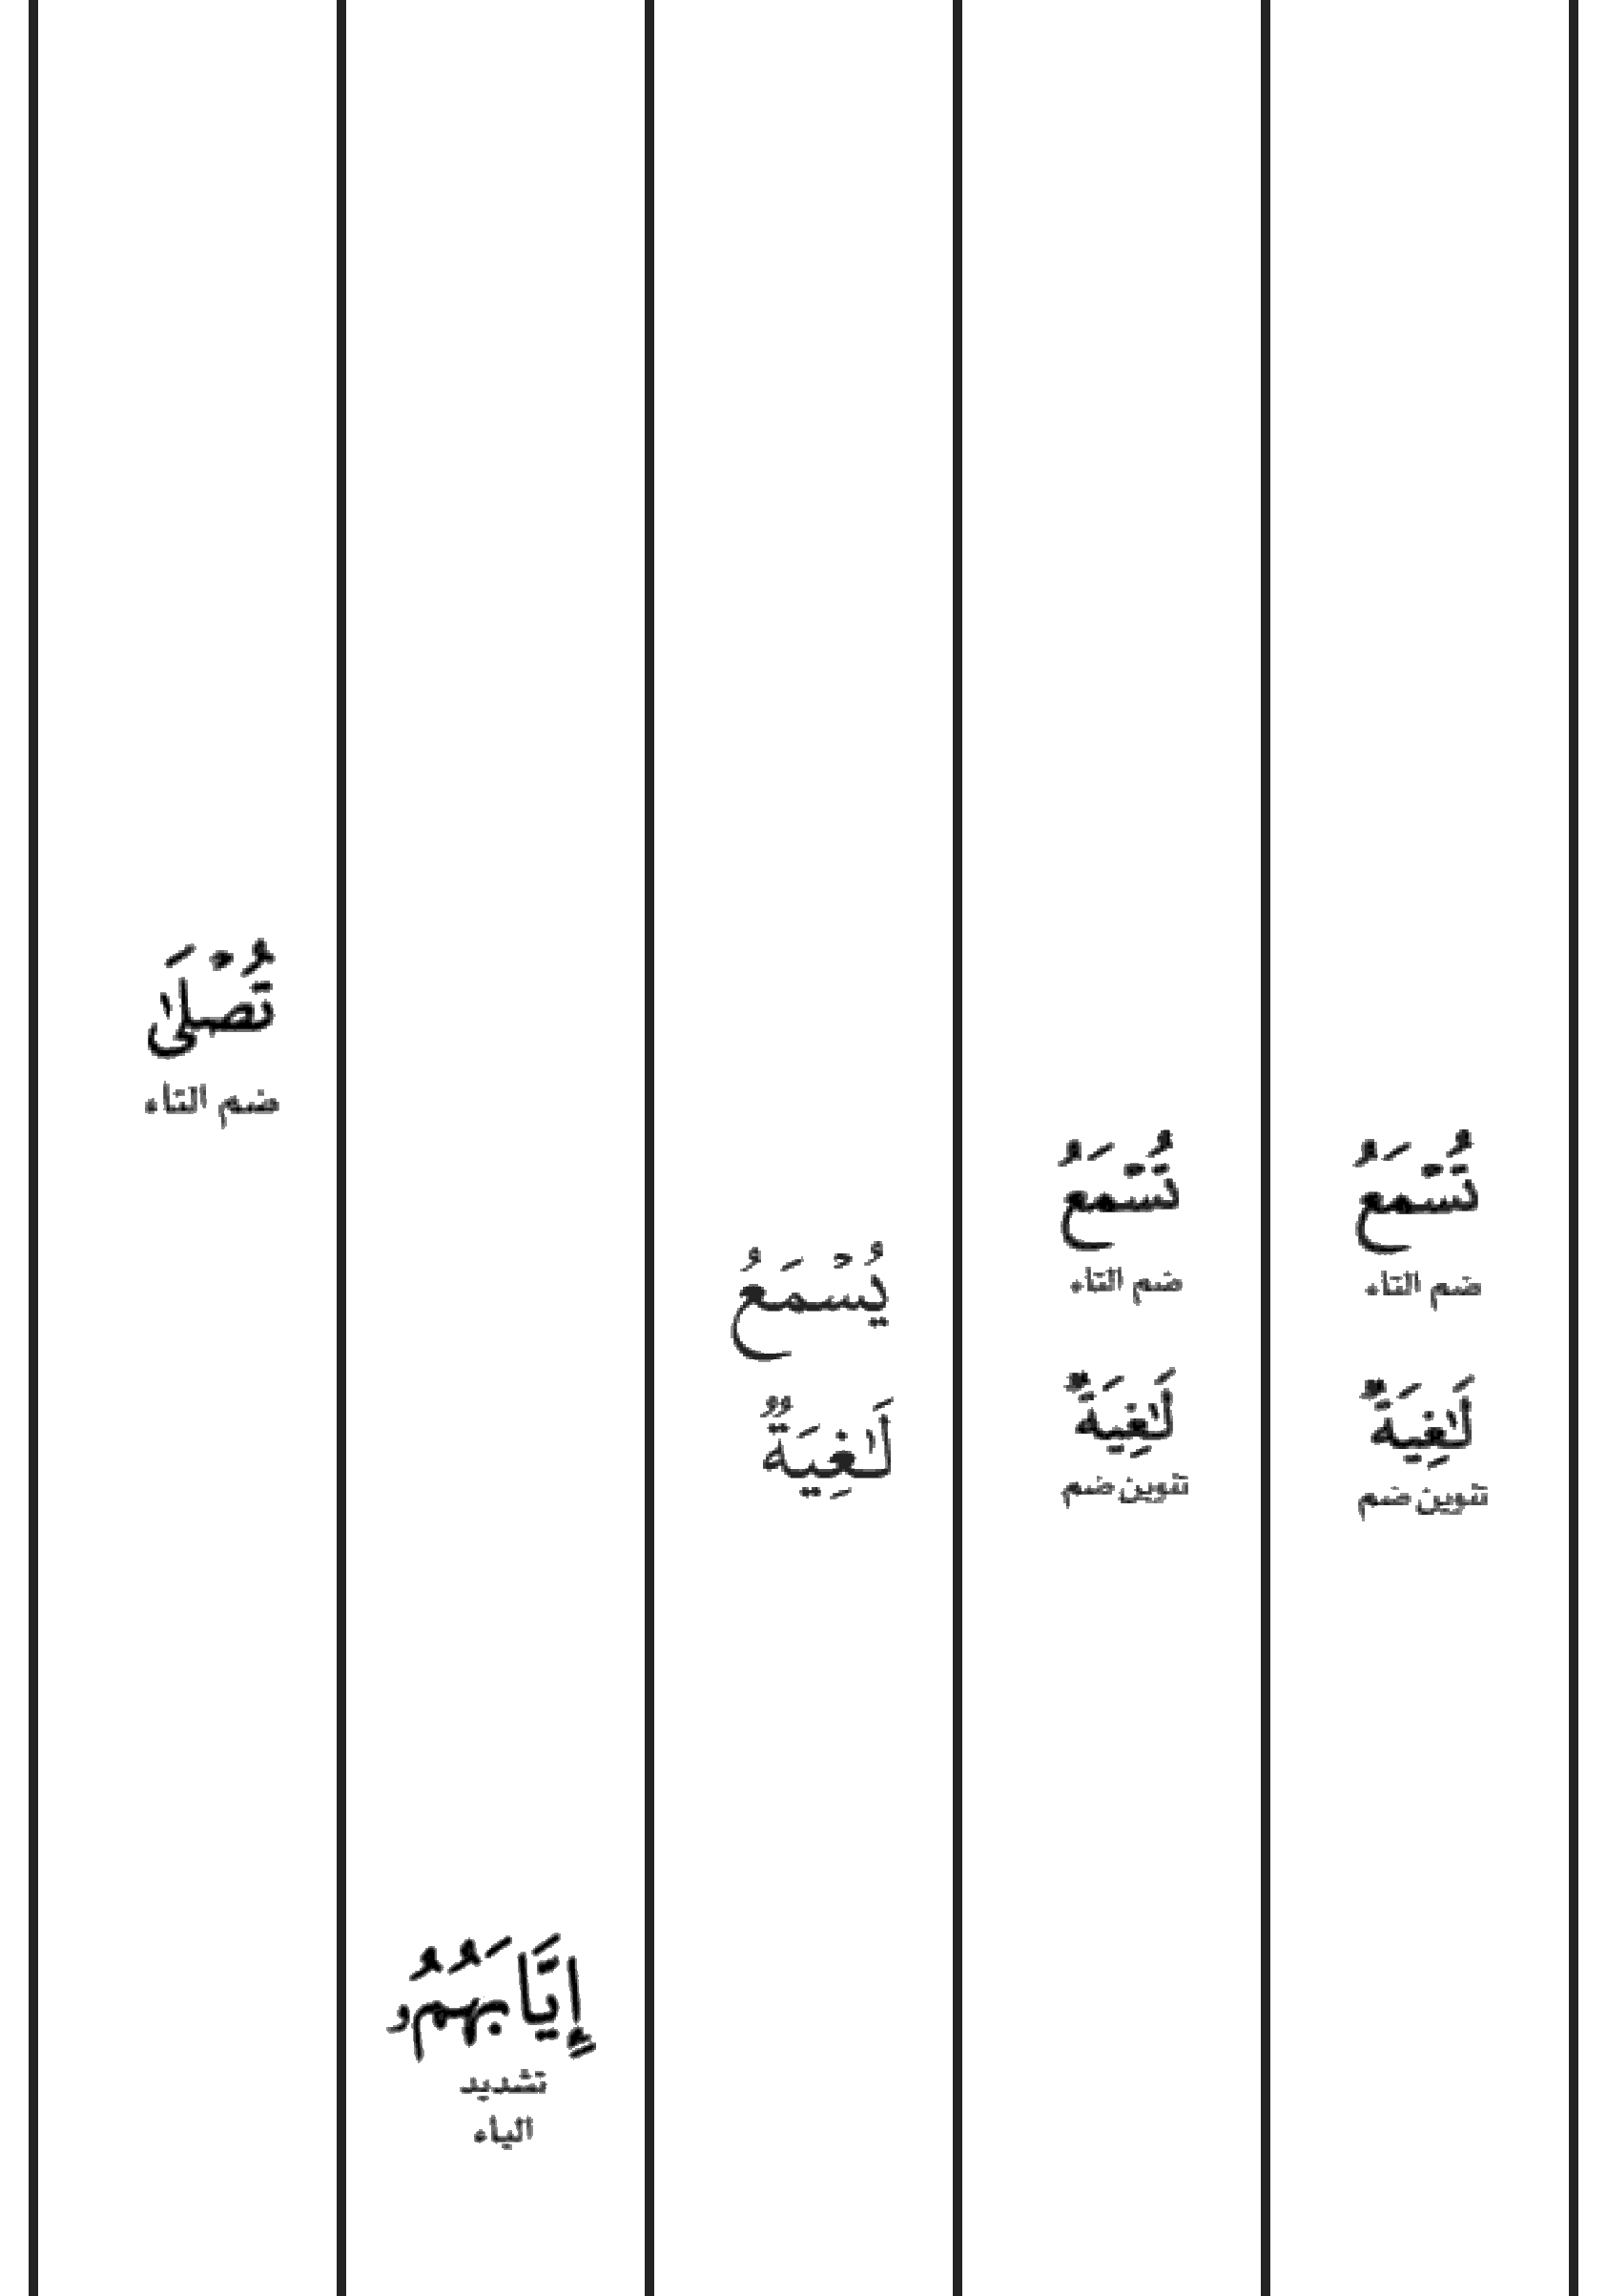 تُسْمَعُ
ضم التاء
لَٰغِيَةٌ
تنوين ضم
تُسْمَعُ
ضم التاء
لَٰغِيَةٌ
تنوين ضم
يُسْمَعُ
لَٰغِيَةٌ
إِيَّابَهُمُۥ
تشديد
الياء
تُصْلَىٰ
ضم التاء